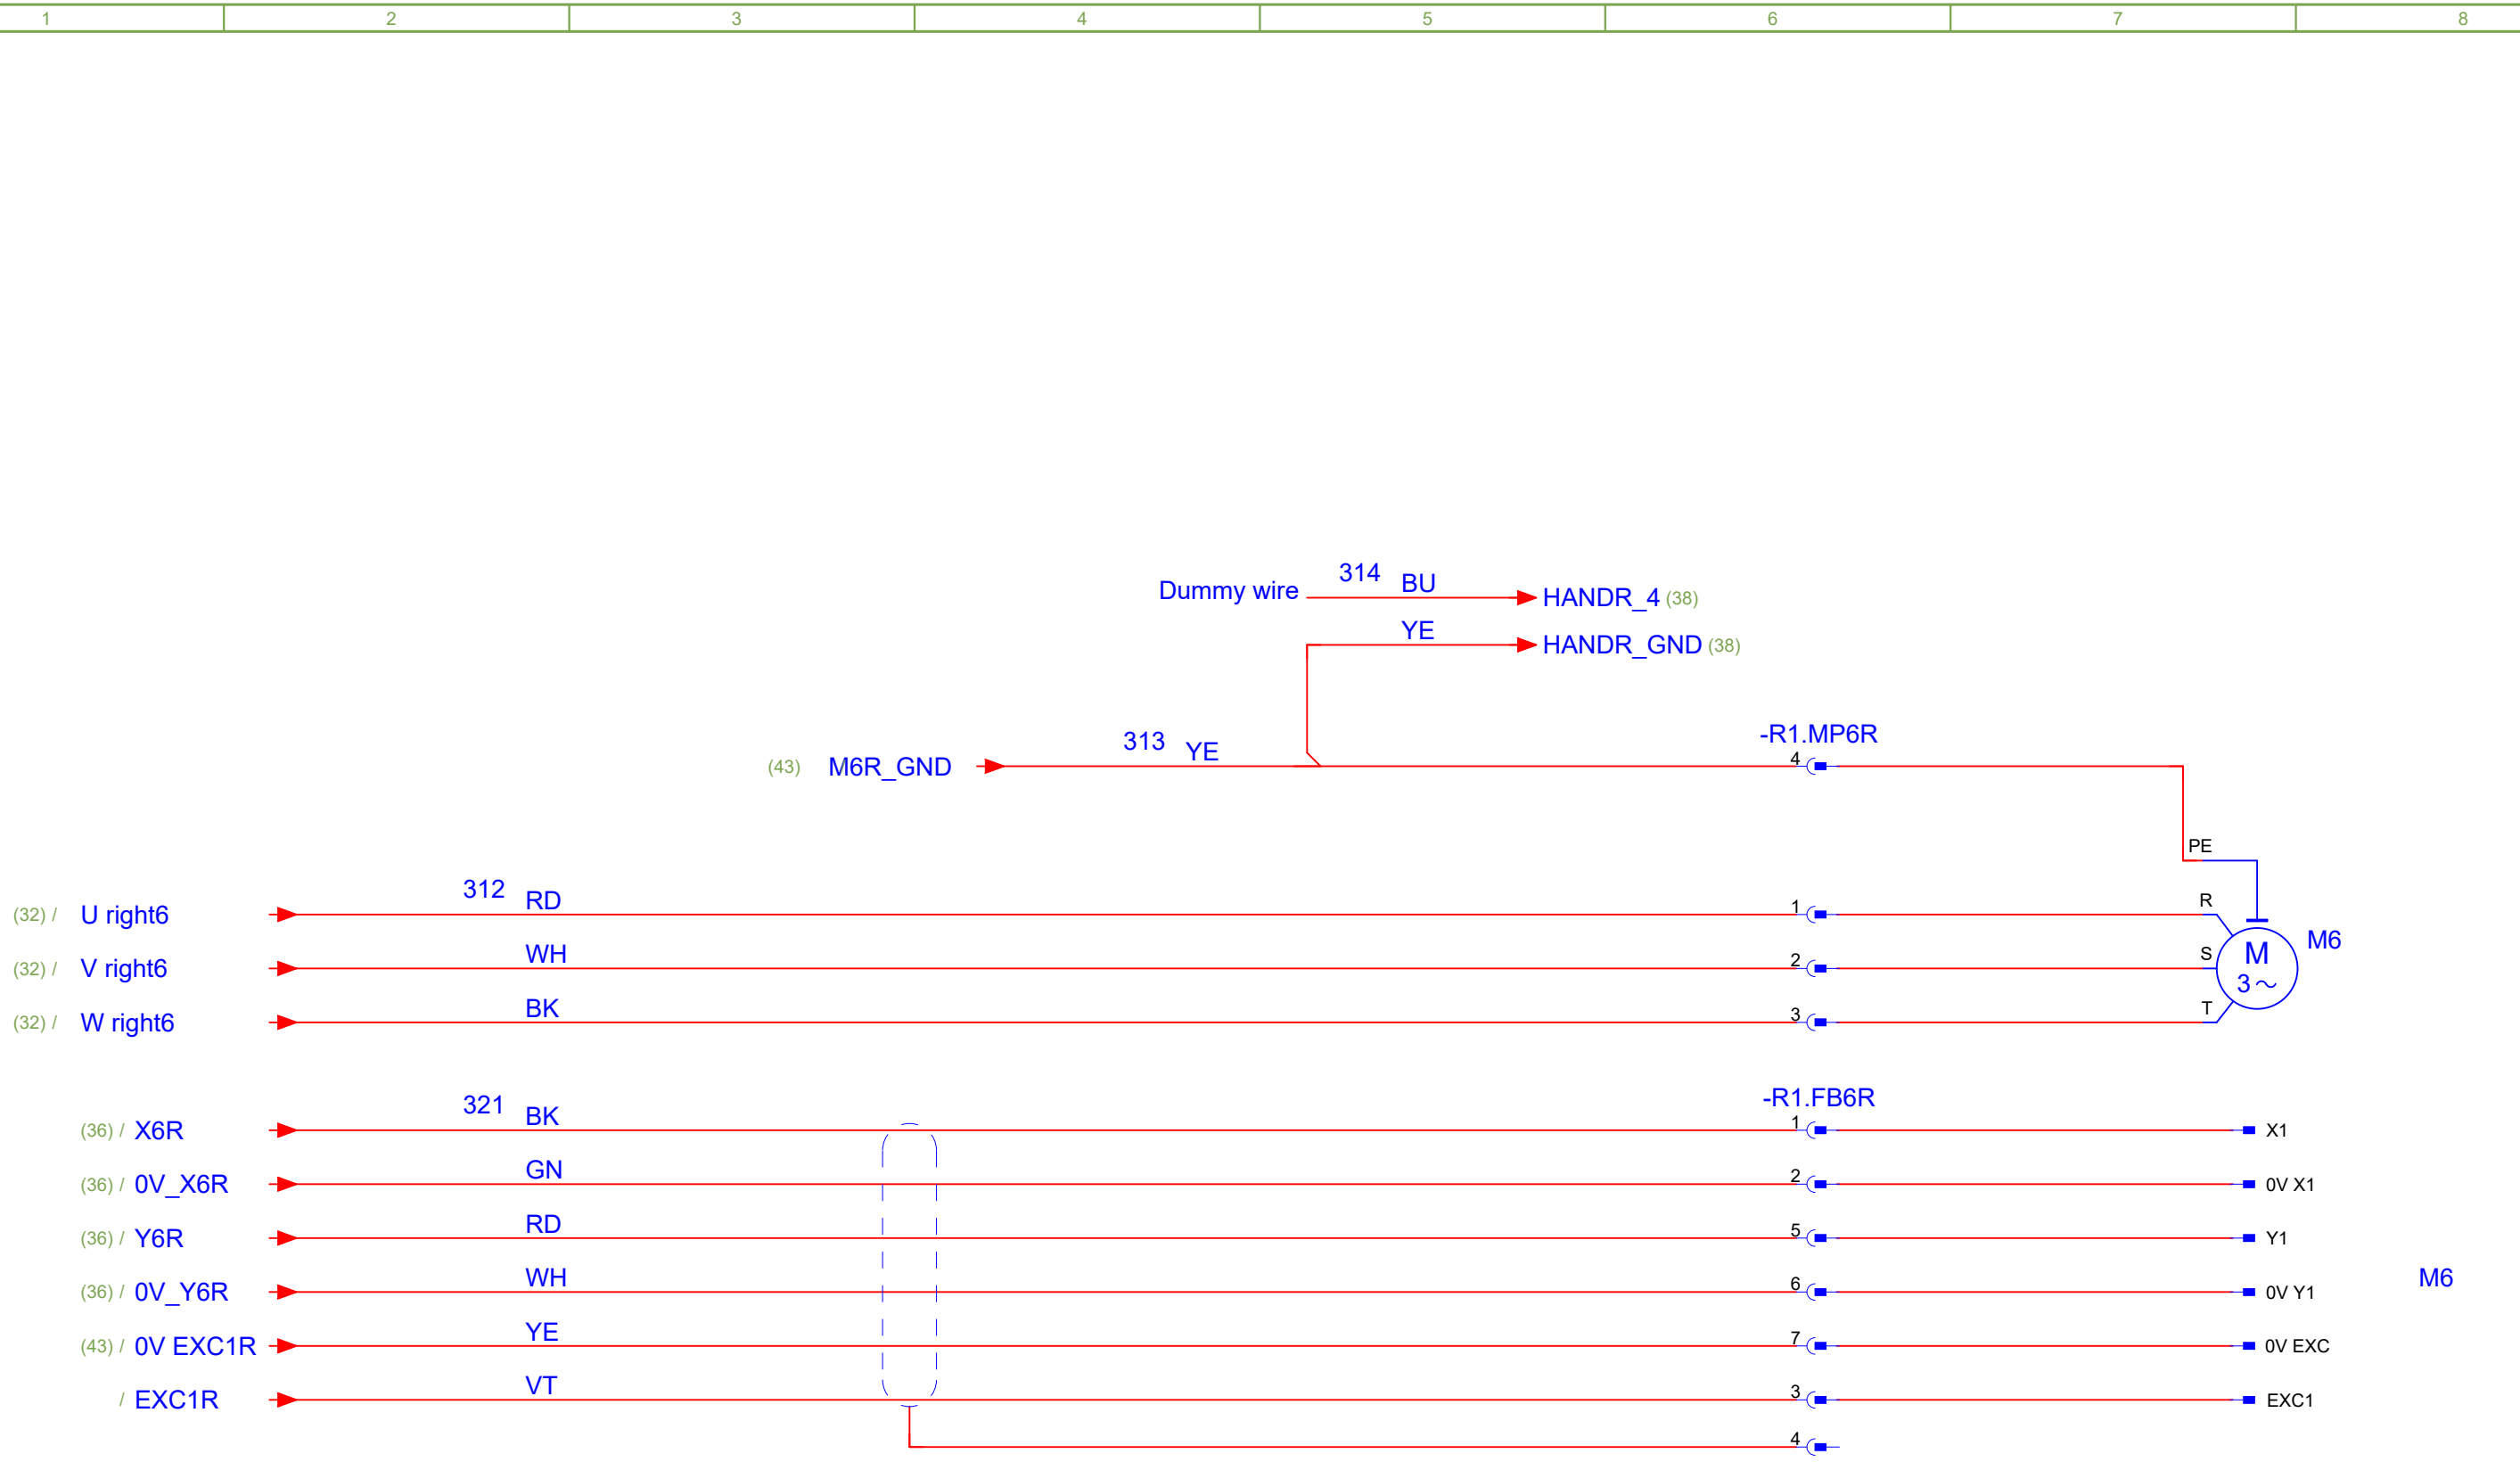 1 2 3 4 5 6 7 8
314
Dummy wire BU HANDR_4 (38)
YE HANDR_GND (38)
-R1.MP6R
313
(43) M6R_GND YE 4
PE
312
(32) / U right6 RD 1 R
M6
(32) / V right6 WH 2 S M
3~
(32) / W right6 BK 3 T
-R1.FB6R
321
(36) / X6R BK 1 X1
(36) / 0V_X6R GN 2 0V X1
(36) / Y6R RD 5 Y1
(36) / 0V_Y6R WH 6 0V Y1 M6
(43) / 0V EXC1R YE 7 0V EXC
/ EXC1R VT 3 EXC1
4